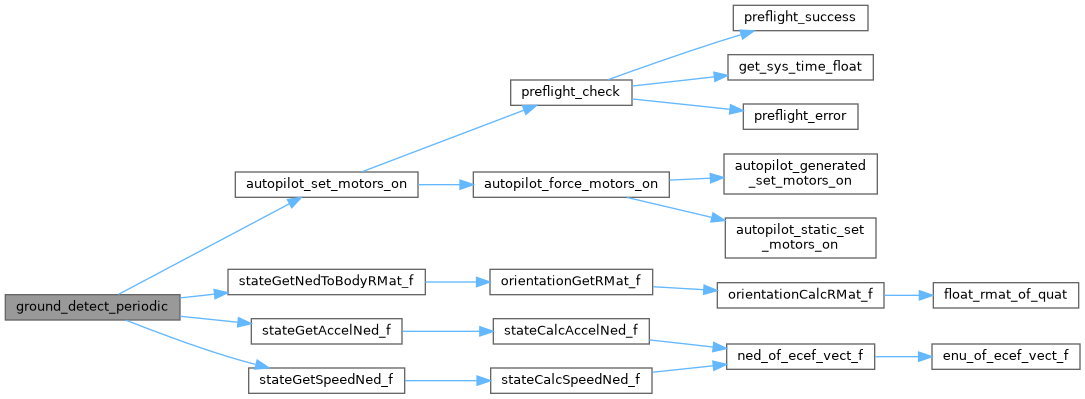 preflight_success
get_sys_time_float
preflight_check
preflight_error
autopilot_generated
_set_motors_on
autopilot_set_motors_on
autopilot_force_motors_on
autopilot_static_set
_motors_on
stateGetNedToBodyRMat_f
orientationGetRMat_f
orientationCalcRMat_f
float_rmat_of_quat
ground_detect_periodic
stateGetAccelNed_f
stateCalcAccelNed_f
ned_of_ecef_vect_f
enu_of_ecef_vect_f
stateGetSpeedNed_f
stateCalcSpeedNed_f